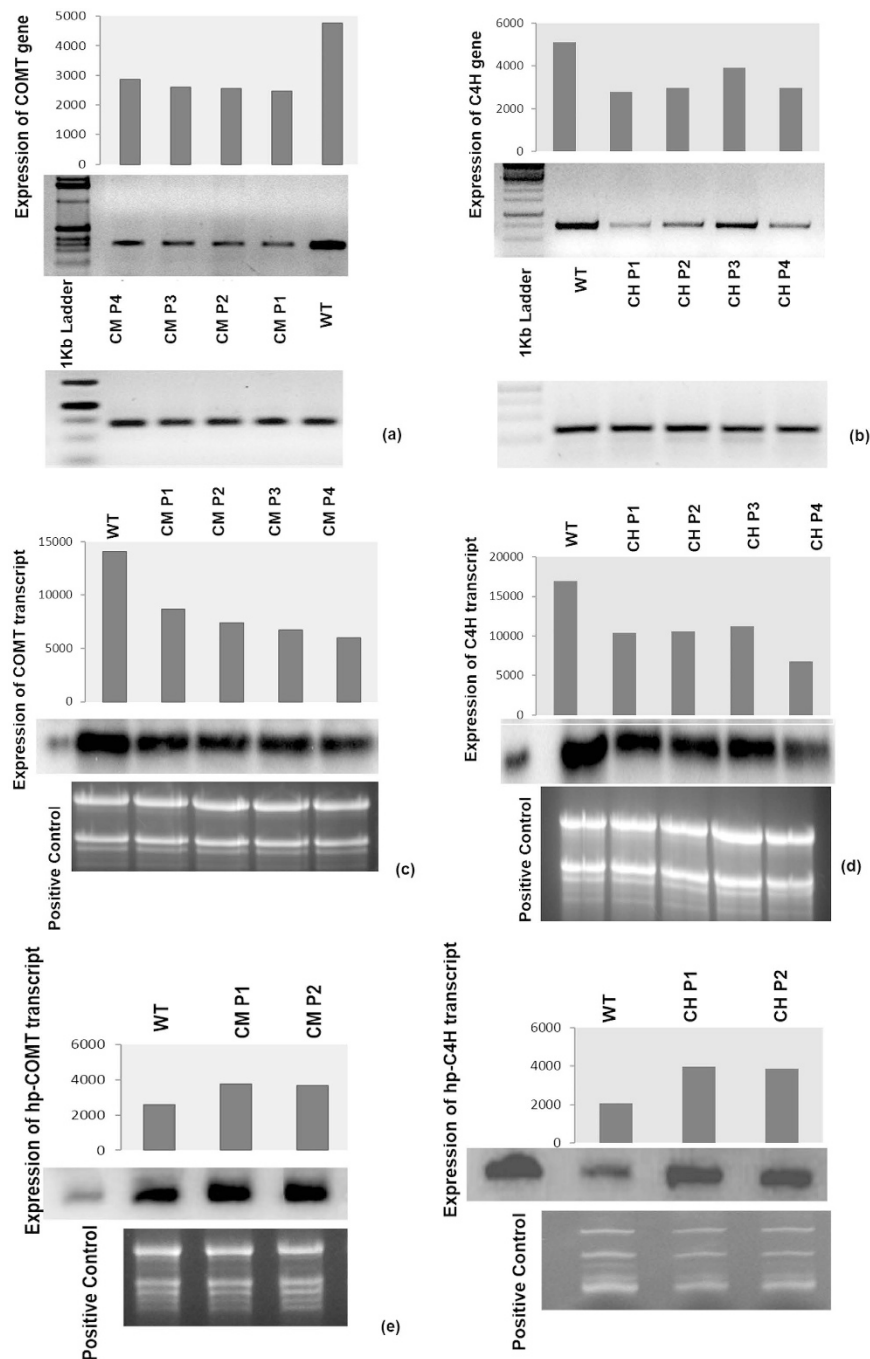 Expression of COMT gene
5000
4000
3000
2000
1000
0
1Kb Ladder
CM P4
CM P3
CM P2
CM P1
WT
(a)
Expression of C4H gene
6000
4000
2000
0
1Kb Ladder
WT
CH P1
CH P2
CH P3
CH P4
(b)
Expression of COMT transcript
WT
CM P1
CM P2
CM P3
CM P4
15000
10000
5000
0
Positive Control
(c)
Expression of C4H transcript
WT
CH P1
CH P2
CH P3
CH P4
20000
15000
10000
5000
0
Positive Control
(d)
Expression of hp-COMT transcript
WT
CM P1
CM P2
6000
4000
2000
0
Positive Control
(e)
Expression of hp-C4H transcript
WT
CH P1
CH P2
6000
4000
2000
0
Positive Control